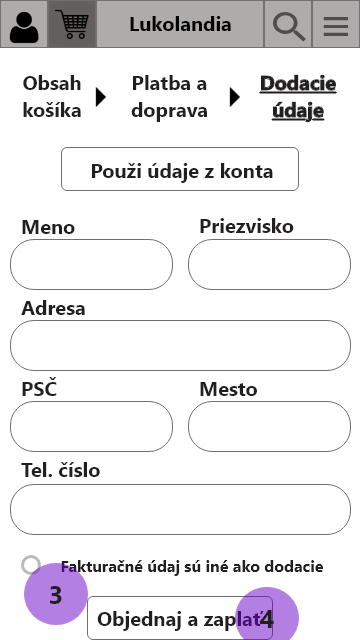 Lukolandia
Obsah košíka
Platba a doprava
Dodacie údaje
Použi údaje z konta
Meno
Priezvisko
Adresa
PSČ
Mesto
Tel. číslo
Fakturačné údaj sú iné ako dodacie
3
Objednaj a zaplať
4